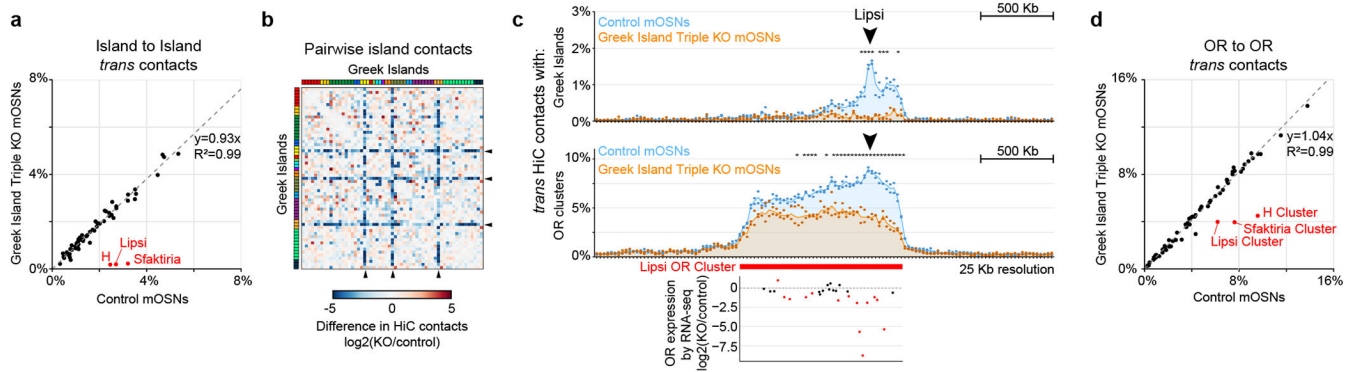 a
Island to Island
trans contacts
Greek Island Triple KO mOSNs
8%
4%
0%
y=0.93x
R²=0.99
H
Lipsi
Sfaktiria
0%
4%
8%
Control mOSNs
b
Pairwise island contacts
Greek Islands
Greek Islands
-5
0
5
Difference in HiC contacts
log2(KO/control)
c
trans HiC contacts with:
Greek Islands
3%
2%
1%
0%
Control mOSNs
Greek Island Triple KO mOSNs
Lipsi
500 Kb
**** *** *
OR clusters
10%
5%
0%
Control mOSNs
Greek Island Triple KO mOSNs
500 Kb
Lipsi OR Cluster
25 Kb resolution
OR expression
by RNA-seq
log2(KO/control)
0
−2.5
−5.0
−7.5
d
OR to OR
trans contacts
Greek Island Triple KO mOSNs
16%
8%
0%
y=1.04x
R²=0.99
H Cluster
Sfaktiria Cluster
Lipsi Cluster
0%
8%
16%
Control mOSNs